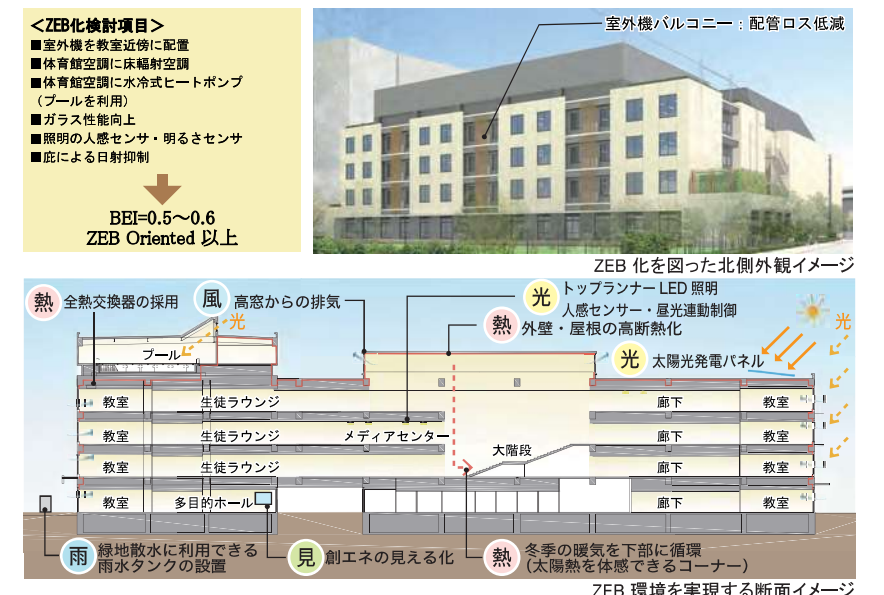 ＜ZEB化検討項目＞
■室外機を教室近傍に配置
■体育館空調に床輻射空調
■体育館空調に水冷式ヒートポンプ
（プールを利用）
■ガラス性能向上
■照明の人感センサ・明るさセンサ
■庇による日射抑制
BEI=0.5～0.6
ZEB Oriented 以上
室外機バルコニー：配管ロス低減
ZEB 化を図った北側外観イメージ
熱 全熱交換器の採用
風 高窓からの排気
光 トップランナー LED 照明
人感センサー・昼光連動制御
熱 外壁・屋根の高断熱化
光 太陽光発電パネル
光
光
プール
教室 生徒ラウンジ 廊下 教室
教室 生徒ラウンジ メディアセンター 廊下 教室
大階段
教室 生徒ラウンジ 廊下 教室
教室 多目的ホール 廊下 教室
雨 緑地散水に利用できる
雨水タンクの設置
見 創エネの見える化
熱 冬季の暖気を下部に循環
（太陽熱を体感できるコーナー）
ZEB 環境を実現する断面イメージ